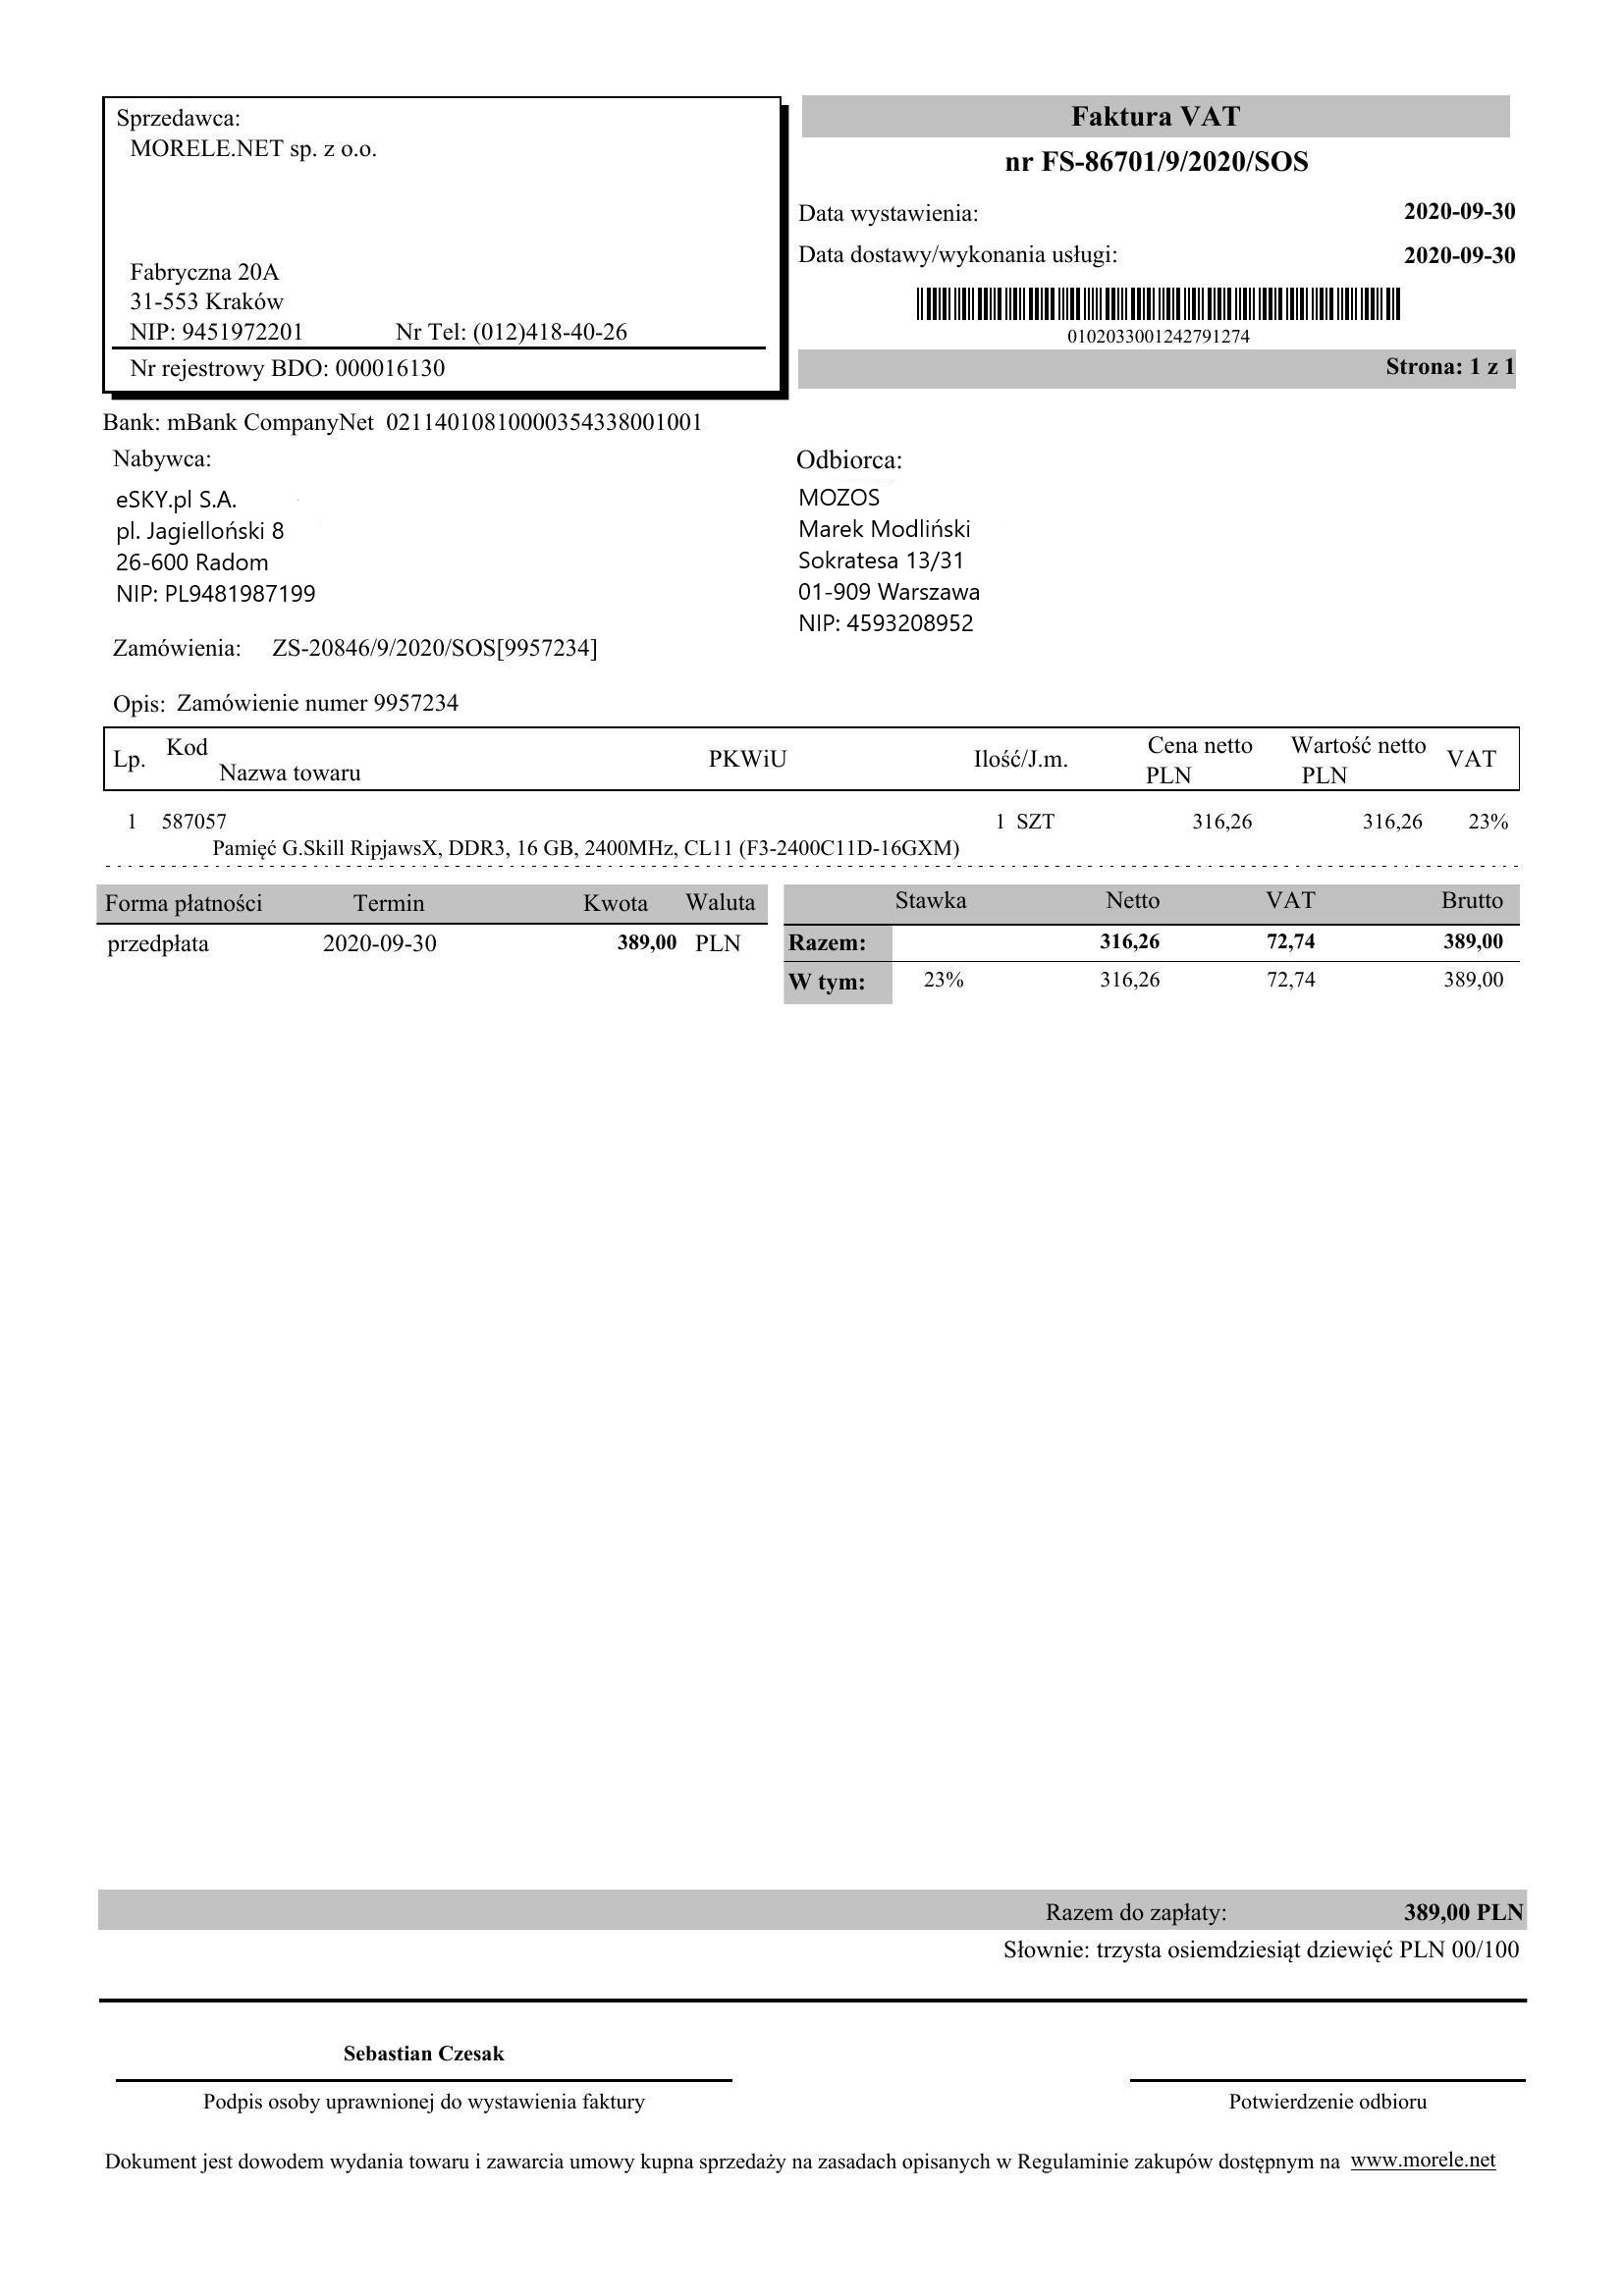 Sprzedawca:
MORELE.NET sp. z o.o.
Fabryczna 20A
31-553 Kraków
NIP: 9451972201 Nr Tel: (012)418-40-26
Nr rejestrowy BDO: 000016130
Faktura VAT
nr FS-86701/9/2020/SOS
Data wystawienia: 2020-09-30
Data dostawy/wykonania usługi: 2020-09-30
0102033001242791274
Strona: 1 z 1
Bank: mBank CompanyNet 02114010810000354338001001
Nabywca:
eSKY.pl S.A.
pl. Jagielloński 8
26-600 Radom
NIP: PL9481987199
Odbiorca:
MOZOS
Marek Modliński
Sokratesa 13/31
01-909 Warszawa
NIP: 4593208952
Zamówienia: ZS-20846/9/2020/SOS[9957234]
Opis: Zamówienie numer 9957234
Lp. Kod Nazwa towaru PKWiU Ilość/J.m. Cena netto PLN Wartość netto PLN VAT
1 587057 1 SZT 316,26 316,26 23%
Pamięć G.Skill RipjawsX, DDR3, 16 GB, 2400MHz, CL11 (F3-2400C11D-16GXM)
Forma płatności Termin Kwota Waluta
przedpłata 2020-09-30 389,00 PLN
Stawka Netto VAT Brutto
Razem: 316,26 72,74 389,00
W tym: 23% 316,26 72,74 389,00
Razem do zapłaty: 389,00 PLN
Słownie: trzysta osiemdziesiąt dziewięć PLN 00/100
Sebastian Czesak
Podpis osoby uprawnionej do wystawienia faktury
Potwierdzenie odbioru
Dokument jest dowodem wydania towaru i zawarcia umowy kupna sprzedaży na zasadach opisanych w Regulaminie zakupów dostępnym na www.morele.net